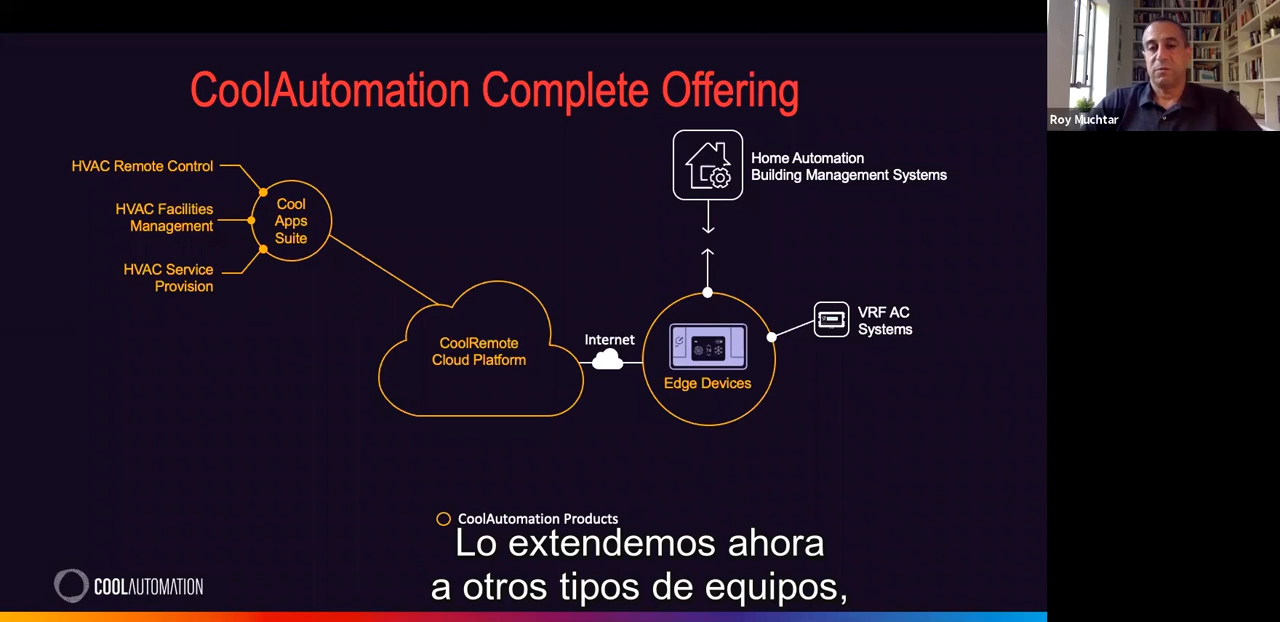 CoolAutomation Complete Offering
Roy Muchtar
HVAC Remote Control
HVAC Facilities
Management
HVAC Service
Provision
Cool
Apps
Suite
Home Automation
Building Management Systems
CoolRemote
Cloud Platform
Internet
Edge Devices
VRF AC
Systems
CoolAutomation Products
Lo extendemos ahora
a otros tipos de equipos,
COOLAUTOMATION